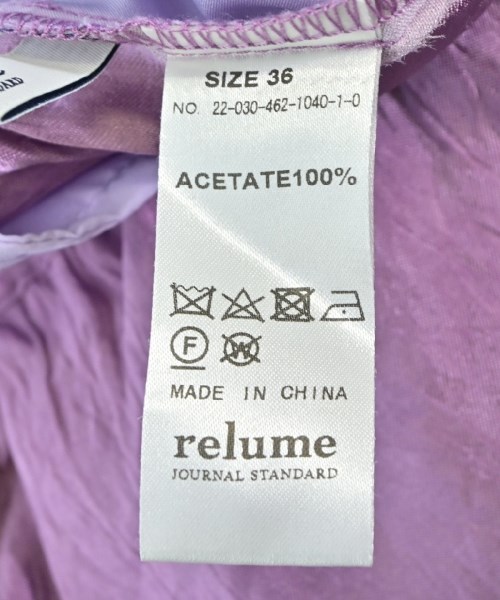 SIZE 36
NO. 22-030-462-1040-1-0
ACETATE100%
F
W
MADE IN CHINA
relume
JOURNAL STANDARD